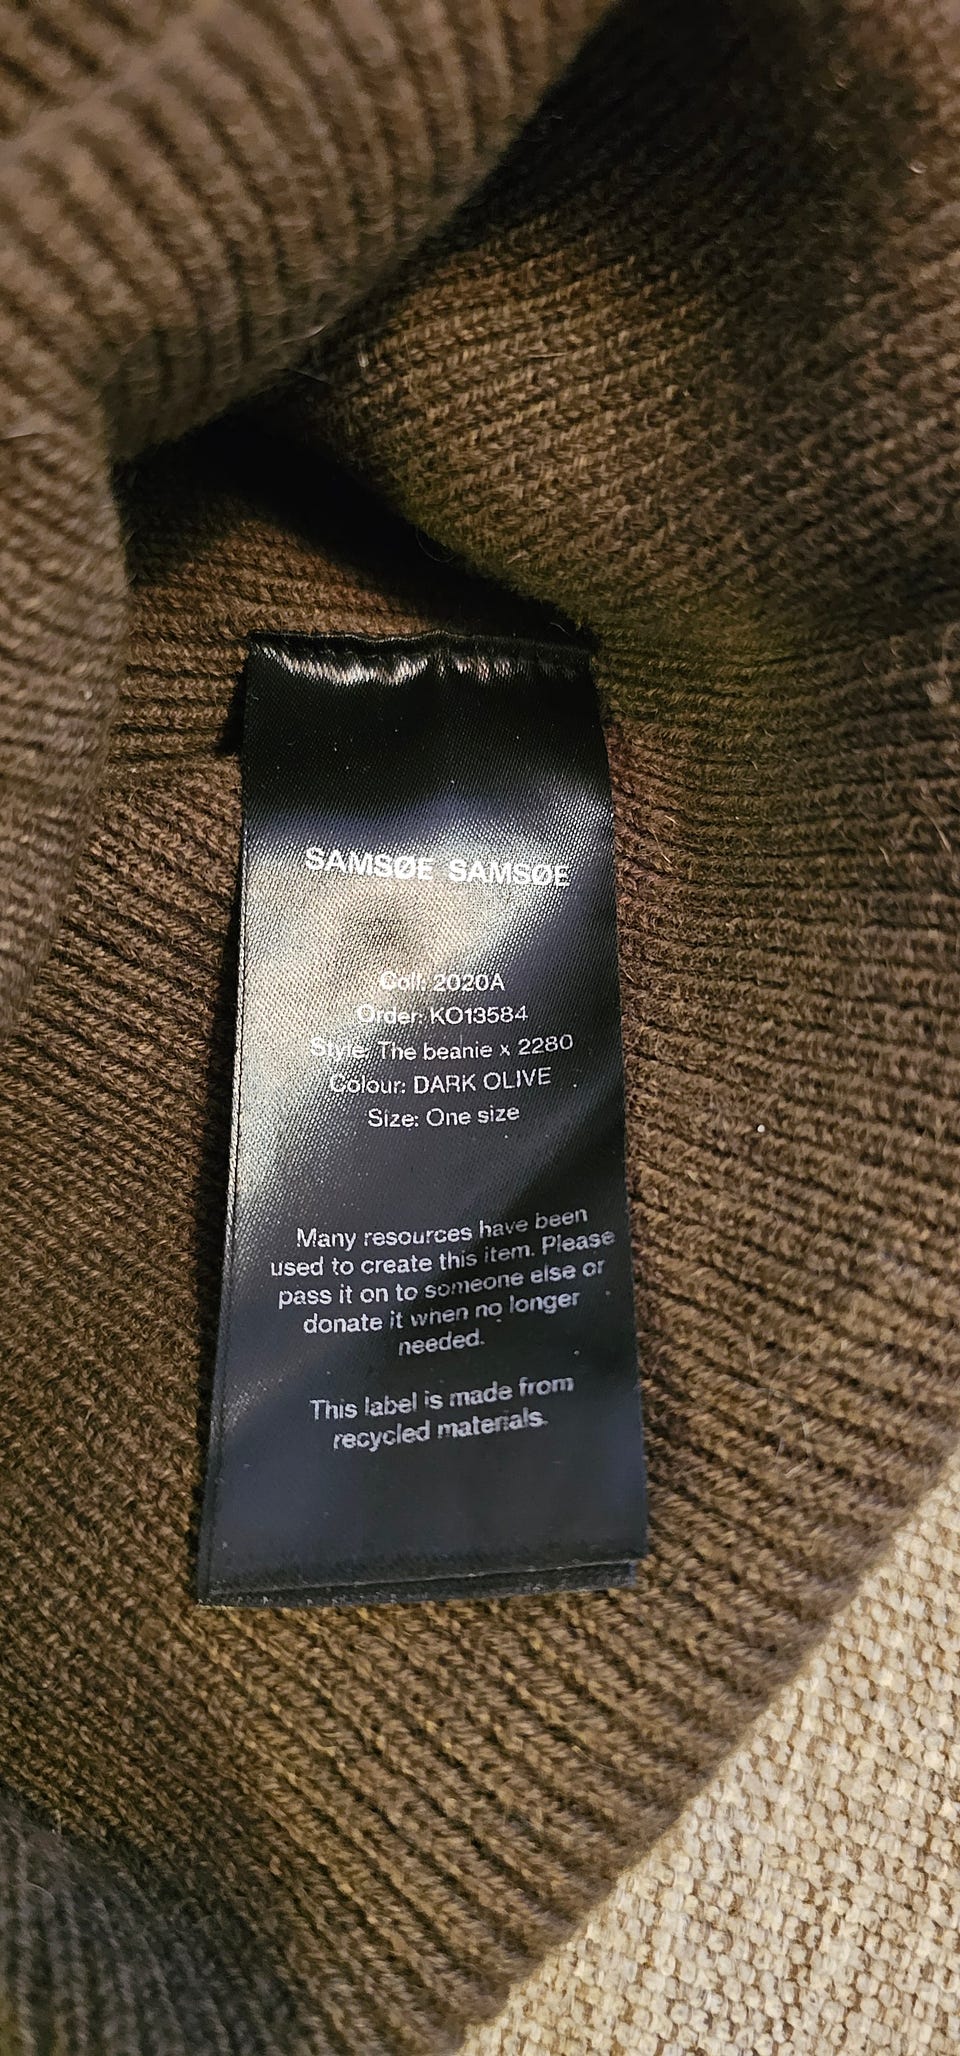 SAMSØE SAMSØE
Coll: 2020A
Order: KO13584
Style: The beanie x 2280
Colour: DARK OLIVE
Size: One size
Many resources have been
used to create this item. Please
pass it on to someone else or
donate it when no longer
needed.
This label is made from
recycled materials.